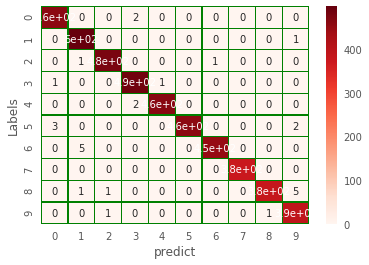 0 6e+0 0 0 2 0 0 0 0 0 0
1 0 5e+02 0 0 0 0 0 0 0 1
2 0 1 8e+0 0 0 0 1 0 0 0
3 1 0 0 9e+0 1 0 0 0 0 0
4 0 0 0 2 6e+0 0 0 0 0 0
5 3 0 0 0 0 6e+0 0 0 0 2
6 0 5 0 0 0 0 5e+0 0 0 0
7 0 0 0 0 0 0 0 8e+0 0 0
8 0 1 1 0 0 0 0 0 8e+0 5
9 0 0 1 0 0 0 0 0 1 9e+0
0 1 2 3 4 5 6 7 8 9
predict
Labels
400
300
200
100
0